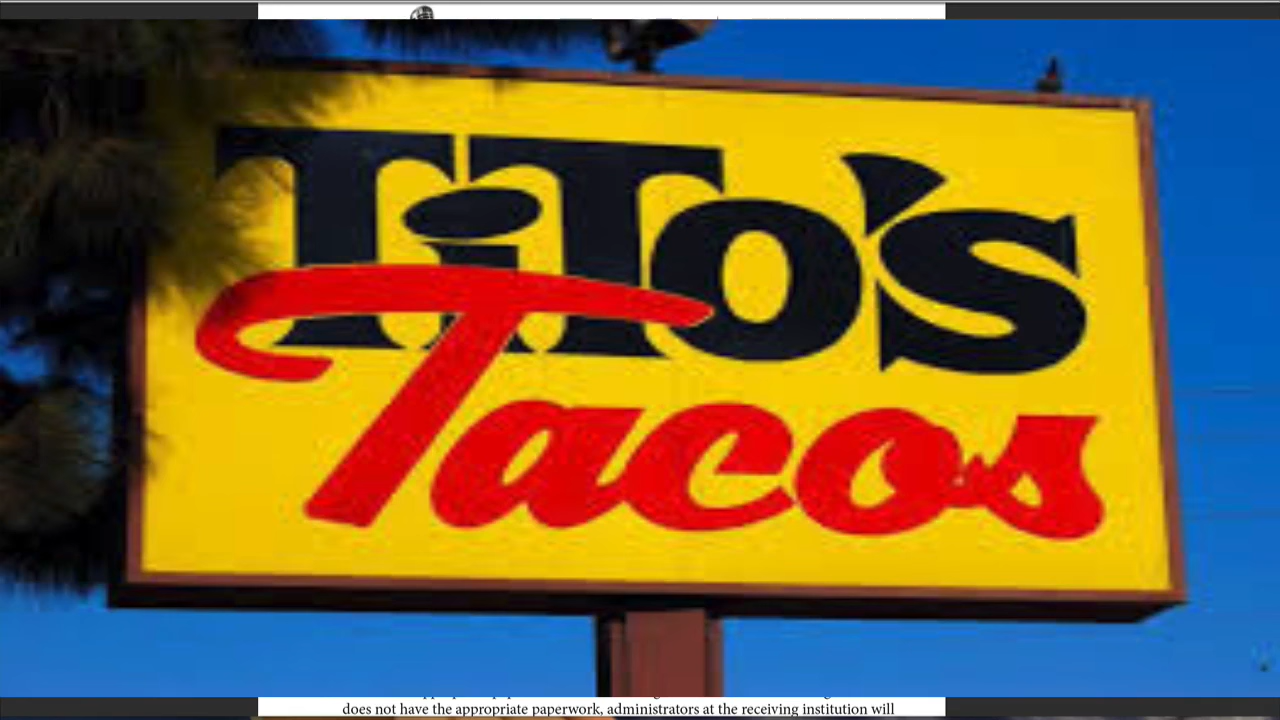 TiTo's
Tacos
does not have the appropriate paperwork, administrators at the receiving institution will